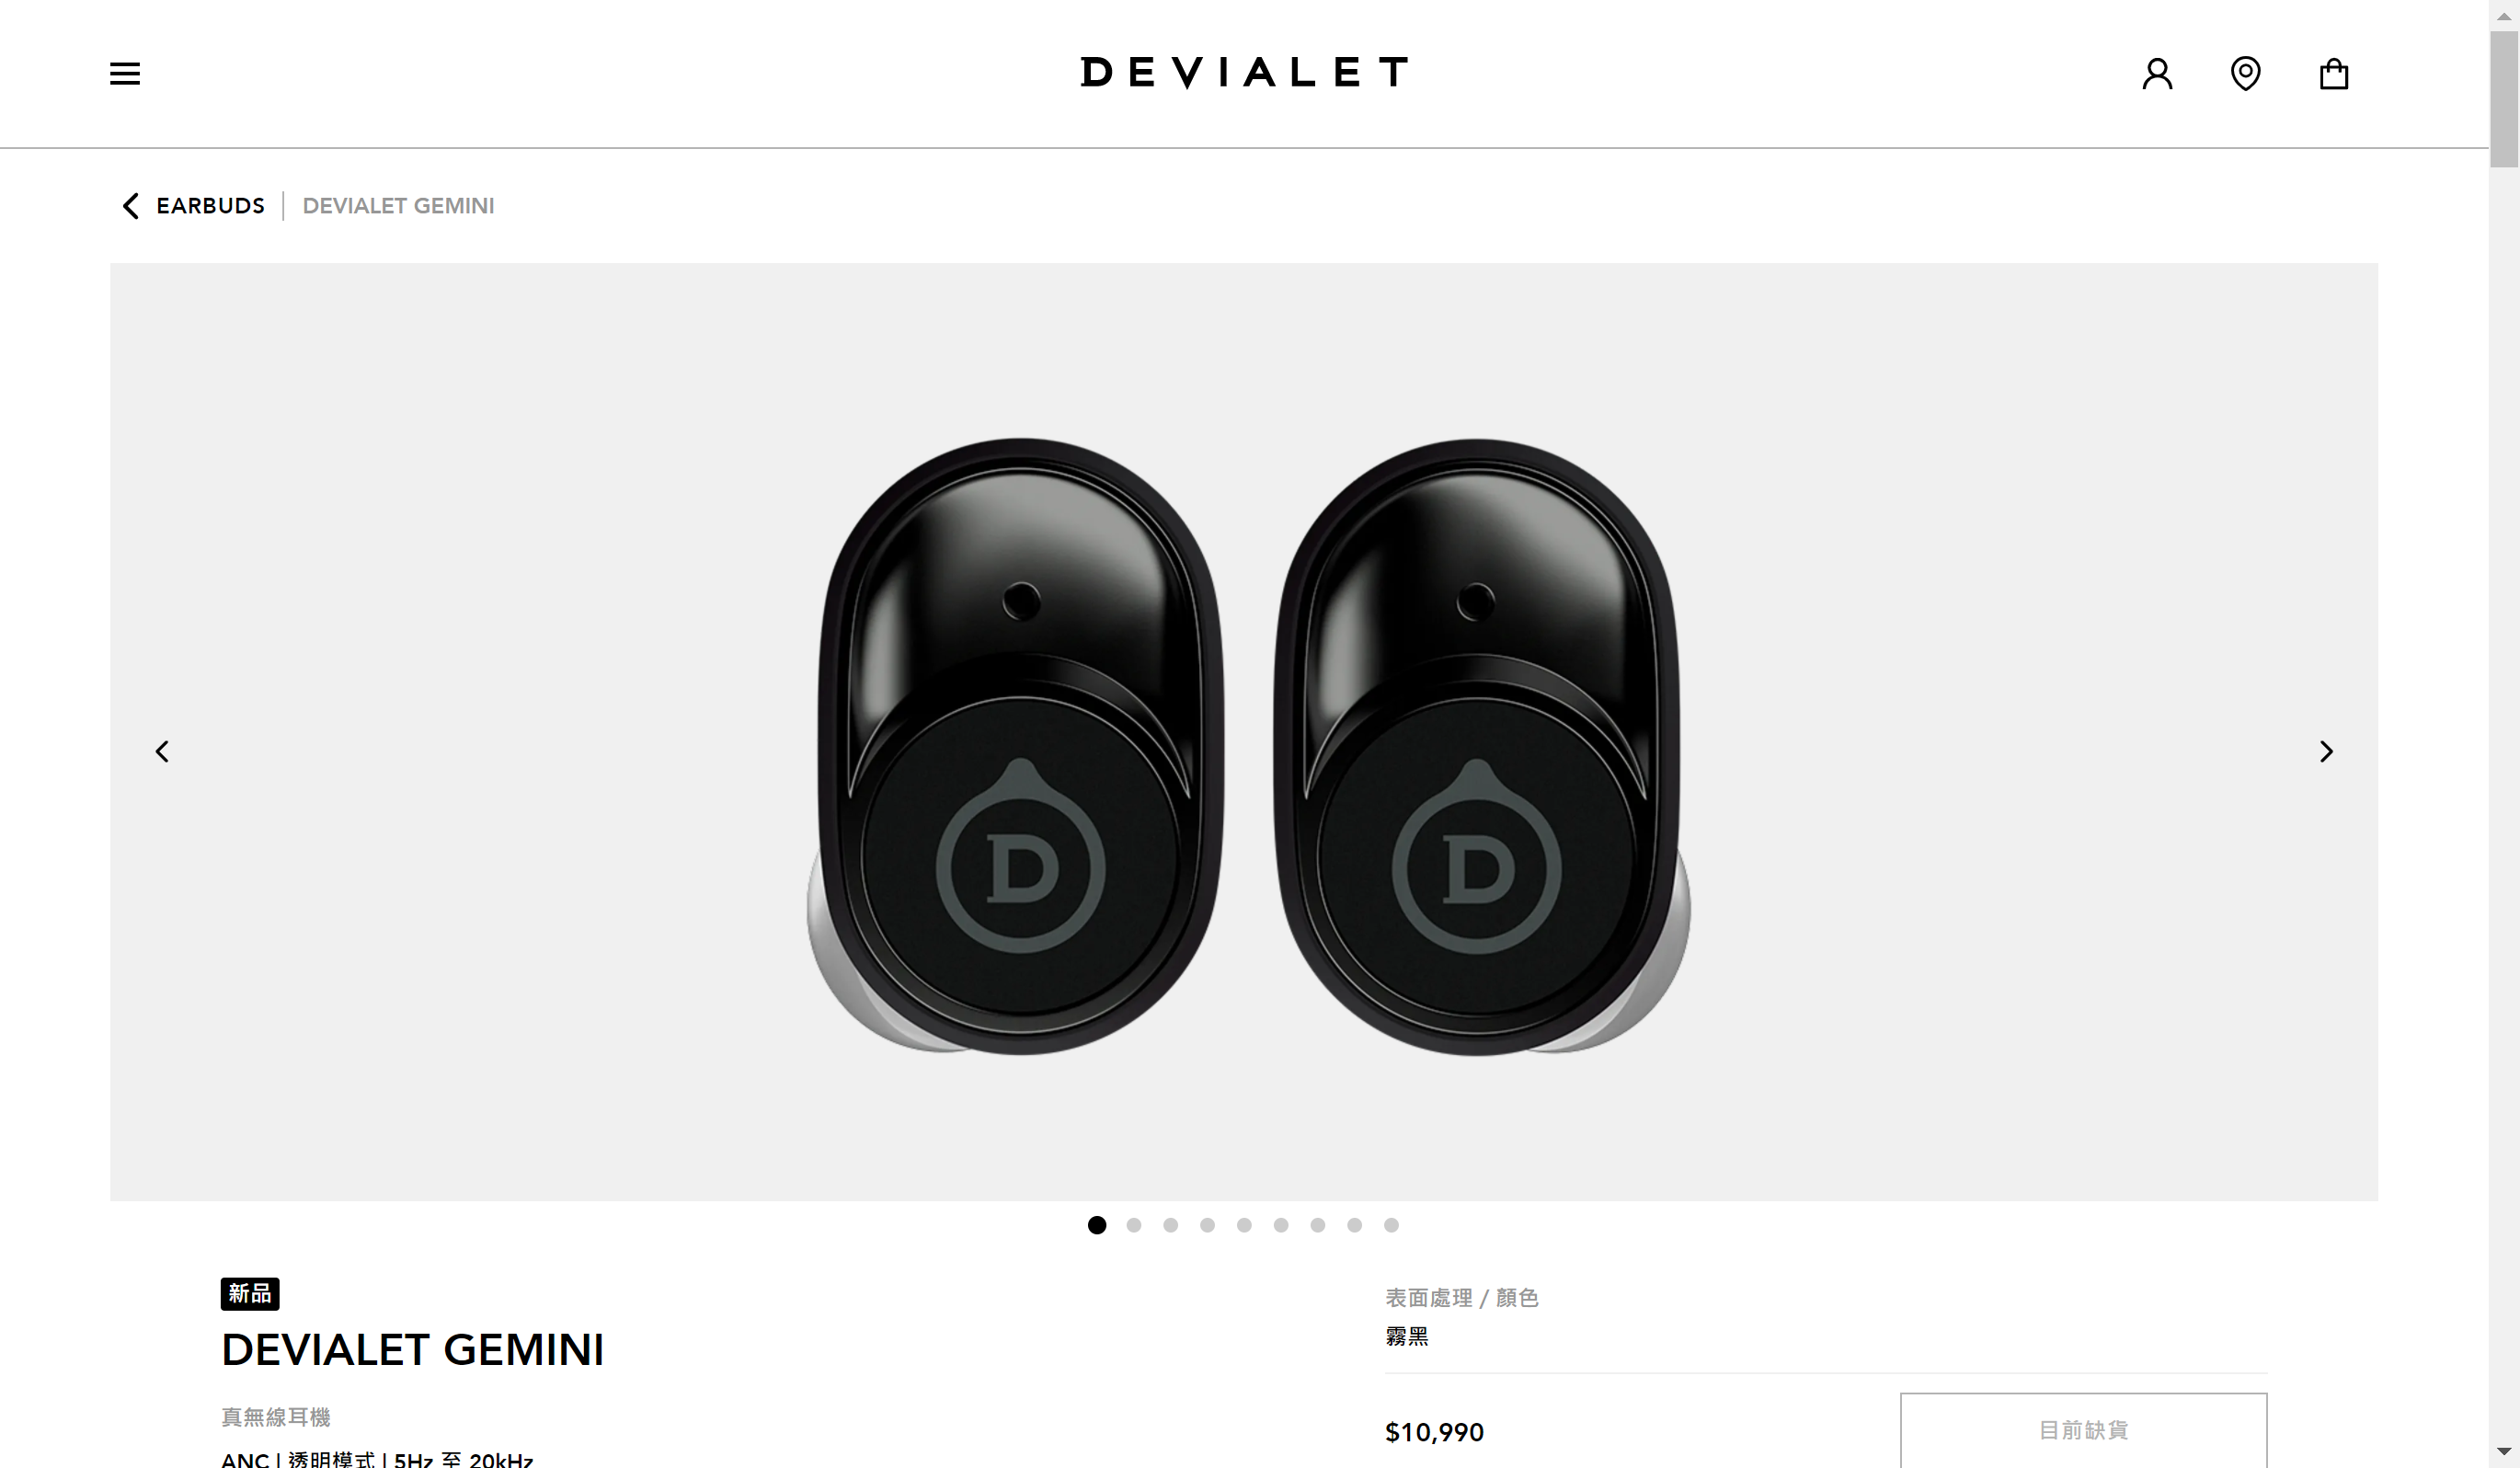 DEVIALET
EARBUDS | DEVIALET GEMINI
D D
新品
DEVIALET GEMINI
真無線耳機
ANC | 透明模式 | 5Hz 至 20kHz
表面處理 / 顏色
霧黑
$10,990
目前缺貨